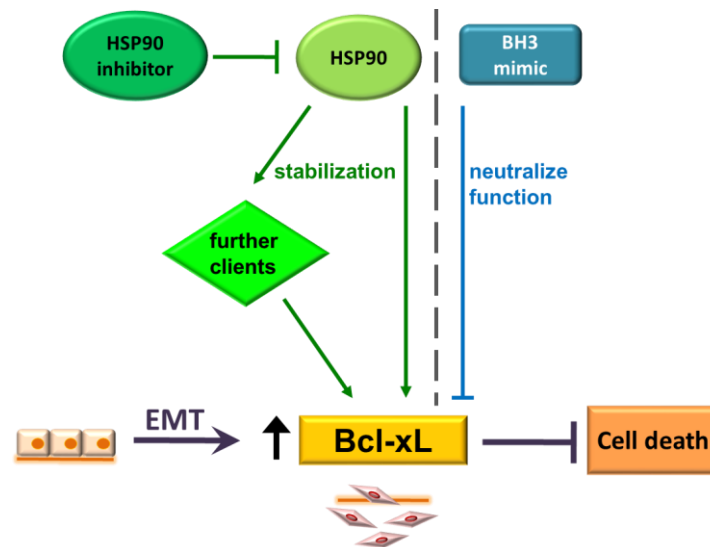 HSP90
inhibitor
HSP90
BH3
mimic
stabilization
neutralize
function
further
clients
EMT
Bcl-xL
Cell death